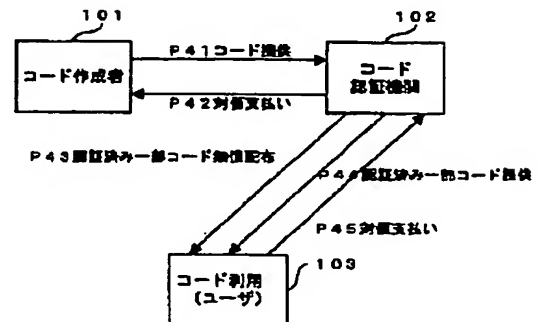 101
102
コード作成者
P41コード提供
P42対価支払い
コード
認証機関
P43認証済み一部コード無償配布
P44認証済み一部コード提供
P45対価支払い
コード利用
(ユーザ)
103